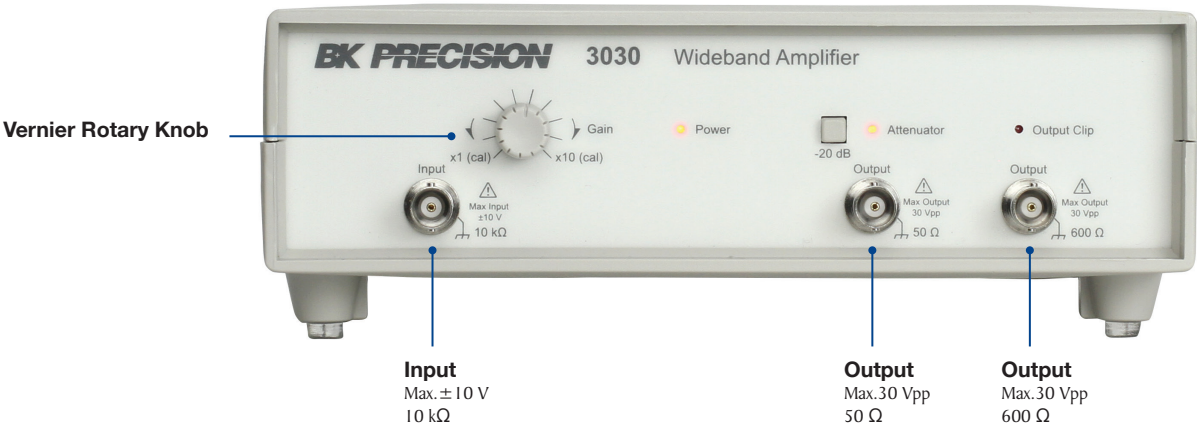 BK PRECISION 3030 Wideband Amplifier
Vernier Rotary Knob
Gain
Power
Attenuator
Output Clip
x1 (cal)
x10 (cal)
-20 dB
Input
Max Input
±10 V
10 kΩ
Output
Max Output
30 Vpp
50 Ω
Output
Max Output
30 Vpp
600 Ω
Input
Max. ±10 V
10 kΩ
Output
Max.30 Vpp
50 Ω
Output
Max.30 Vpp
600 Ω